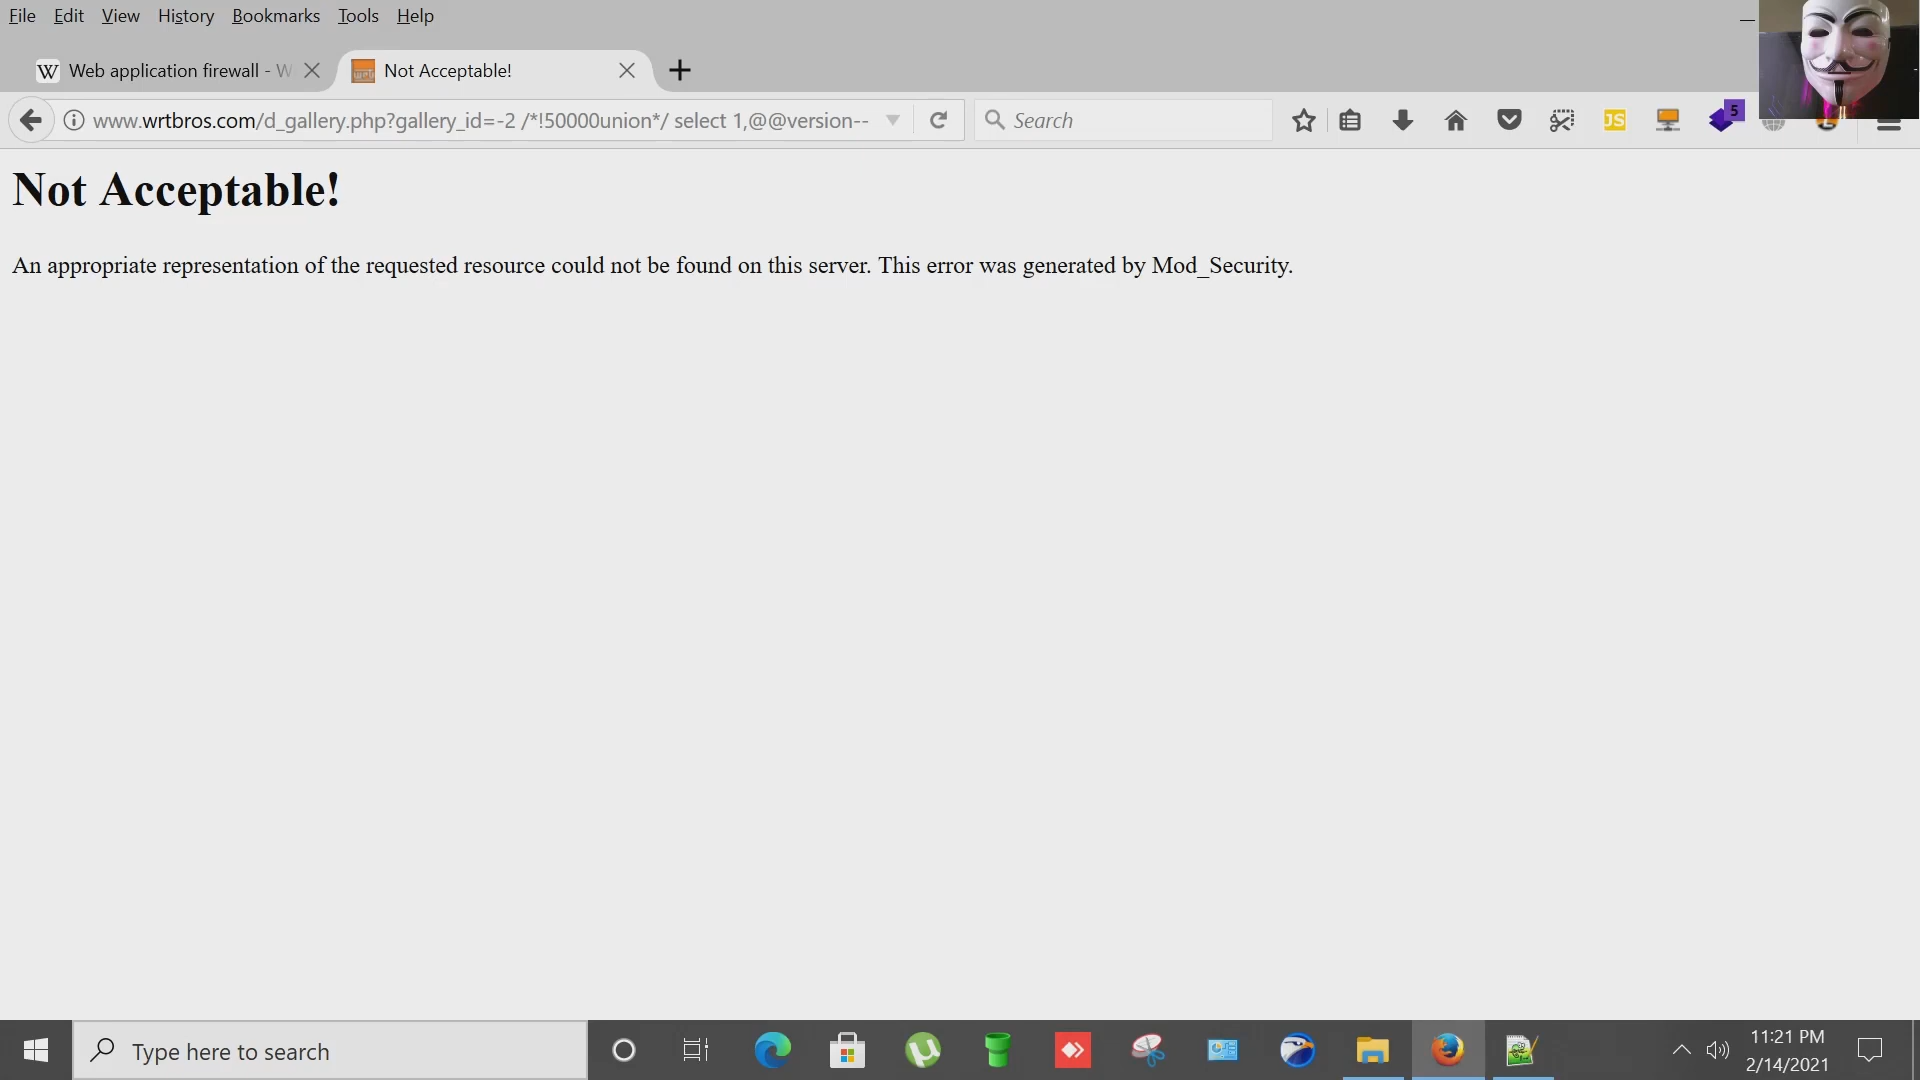 File Edit View History Bookmarks Tools Help
W Web application firewall - W
Not Acceptable!
www.wrtbros.com/d_gallery.php?gallery_id=-2 /*!50000union*/ select 1,@@version--
Search
JS
5
Not Acceptable!
An appropriate representation of the requested resource could not be found on this server. This error was generated by Mod_Security.
Type here to search
11:21 PM
2/14/2021